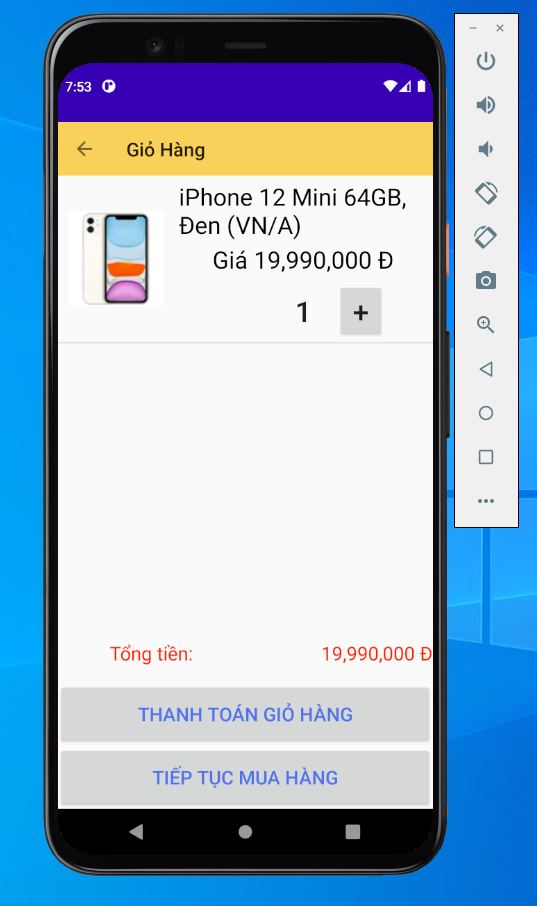 7:53
Giỏ Hàng
iPhone 12 Mini 64GB,
Đen (VN/A)
Giá 19,990,000 Đ
1 +
Tổng tiền: 19,990,000 Đ
THANH TOÁN GIỎ HÀNG
TIẾP TỤC MUA HÀNG